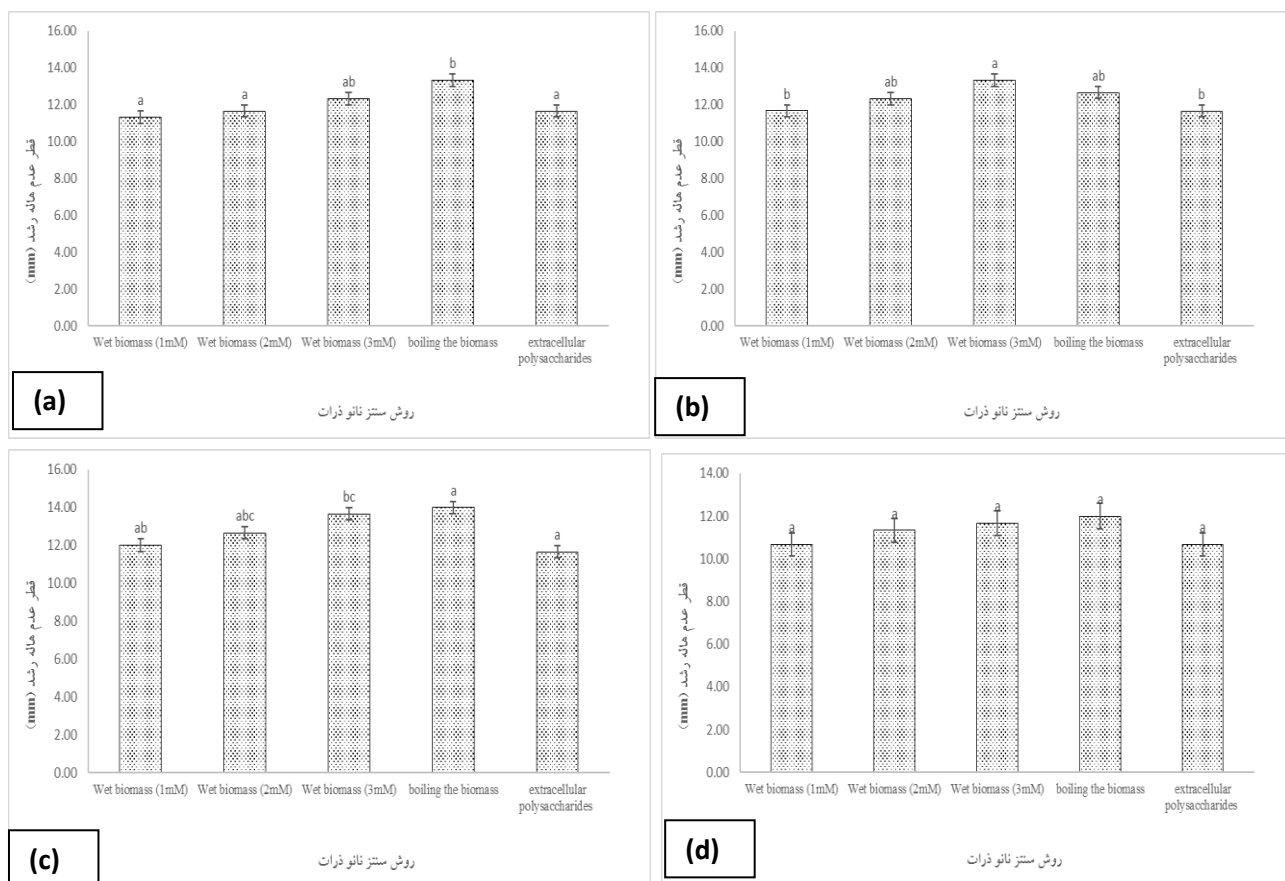 16.00
14.00
12.00
10.00
8.00
6.00
4.00
2.00
0.00
قطر عدم هاله رشد (mm)
a
a
ab
b
a
Wet biomass (1mM)
Wet biomass (2mM)
Wet biomass (3mM)
boiling the biomass
extracellular
polysaccharides
روش سنتز نانو ذرات
(a)
16.00
14.00
12.00
10.00
8.00
6.00
4.00
2.00
0.00
قطر عدم هاله رشد (mm)
b
ab
a
ab
b
Wet biomass (1mM)
Wet biomass (2mM)
Wet biomass (3mM)
boiling the biomass
extracellular
polysaccharides
روش سنتز نانو ذرات
(b)
16.00
14.00
12.00
10.00
8.00
6.00
4.00
2.00
0.00
قطر عدم هاله رشد (mm)
ab
abc
bc
a
a
Wet biomass (1mM)
Wet biomass (2mM)
Wet biomass (3mM)
boiling the biomass
extracellular
polysaccharides
روش سنتز نانو ذرات
(c)
14.00
12.00
10.00
8.00
6.00
4.00
2.00
0.00
قطر عدم هاله رشد (mm)
a
a
a
a
a
Wet biomass (1mM)
Wet biomass (2mM)
Wet biomass (3mM)
boiling the biomass
extracellular
polysaccharides
روش سنتز نانو ذرات
(d)